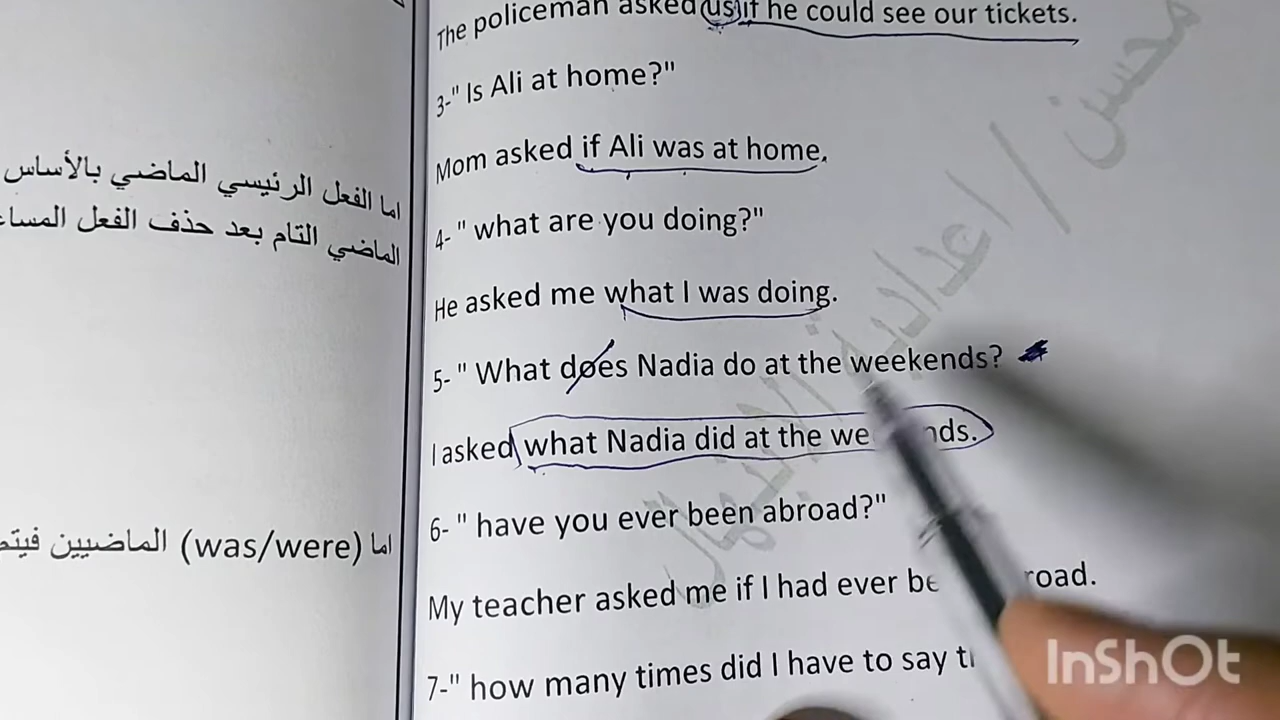 The policeman asked us if he could see our tickets.
3-" Is Ali at home?"
Mom asked if Ali was at home.
4- " what are you doing?"
He asked me what I was doing.
5- " What does Nadia do at the weekends?
I asked what Nadia did at the we nds.
6- " have you ever been abroad?"
My teacher asked me if I had ever be road.
7-" how many times did I have to say
اما الفعل الرئيسي الماضي بالأساس
الماضي التام بعد حذف الفعل المسا
اما (was/were) الماضيين
محسن / اعدادية
InShOt